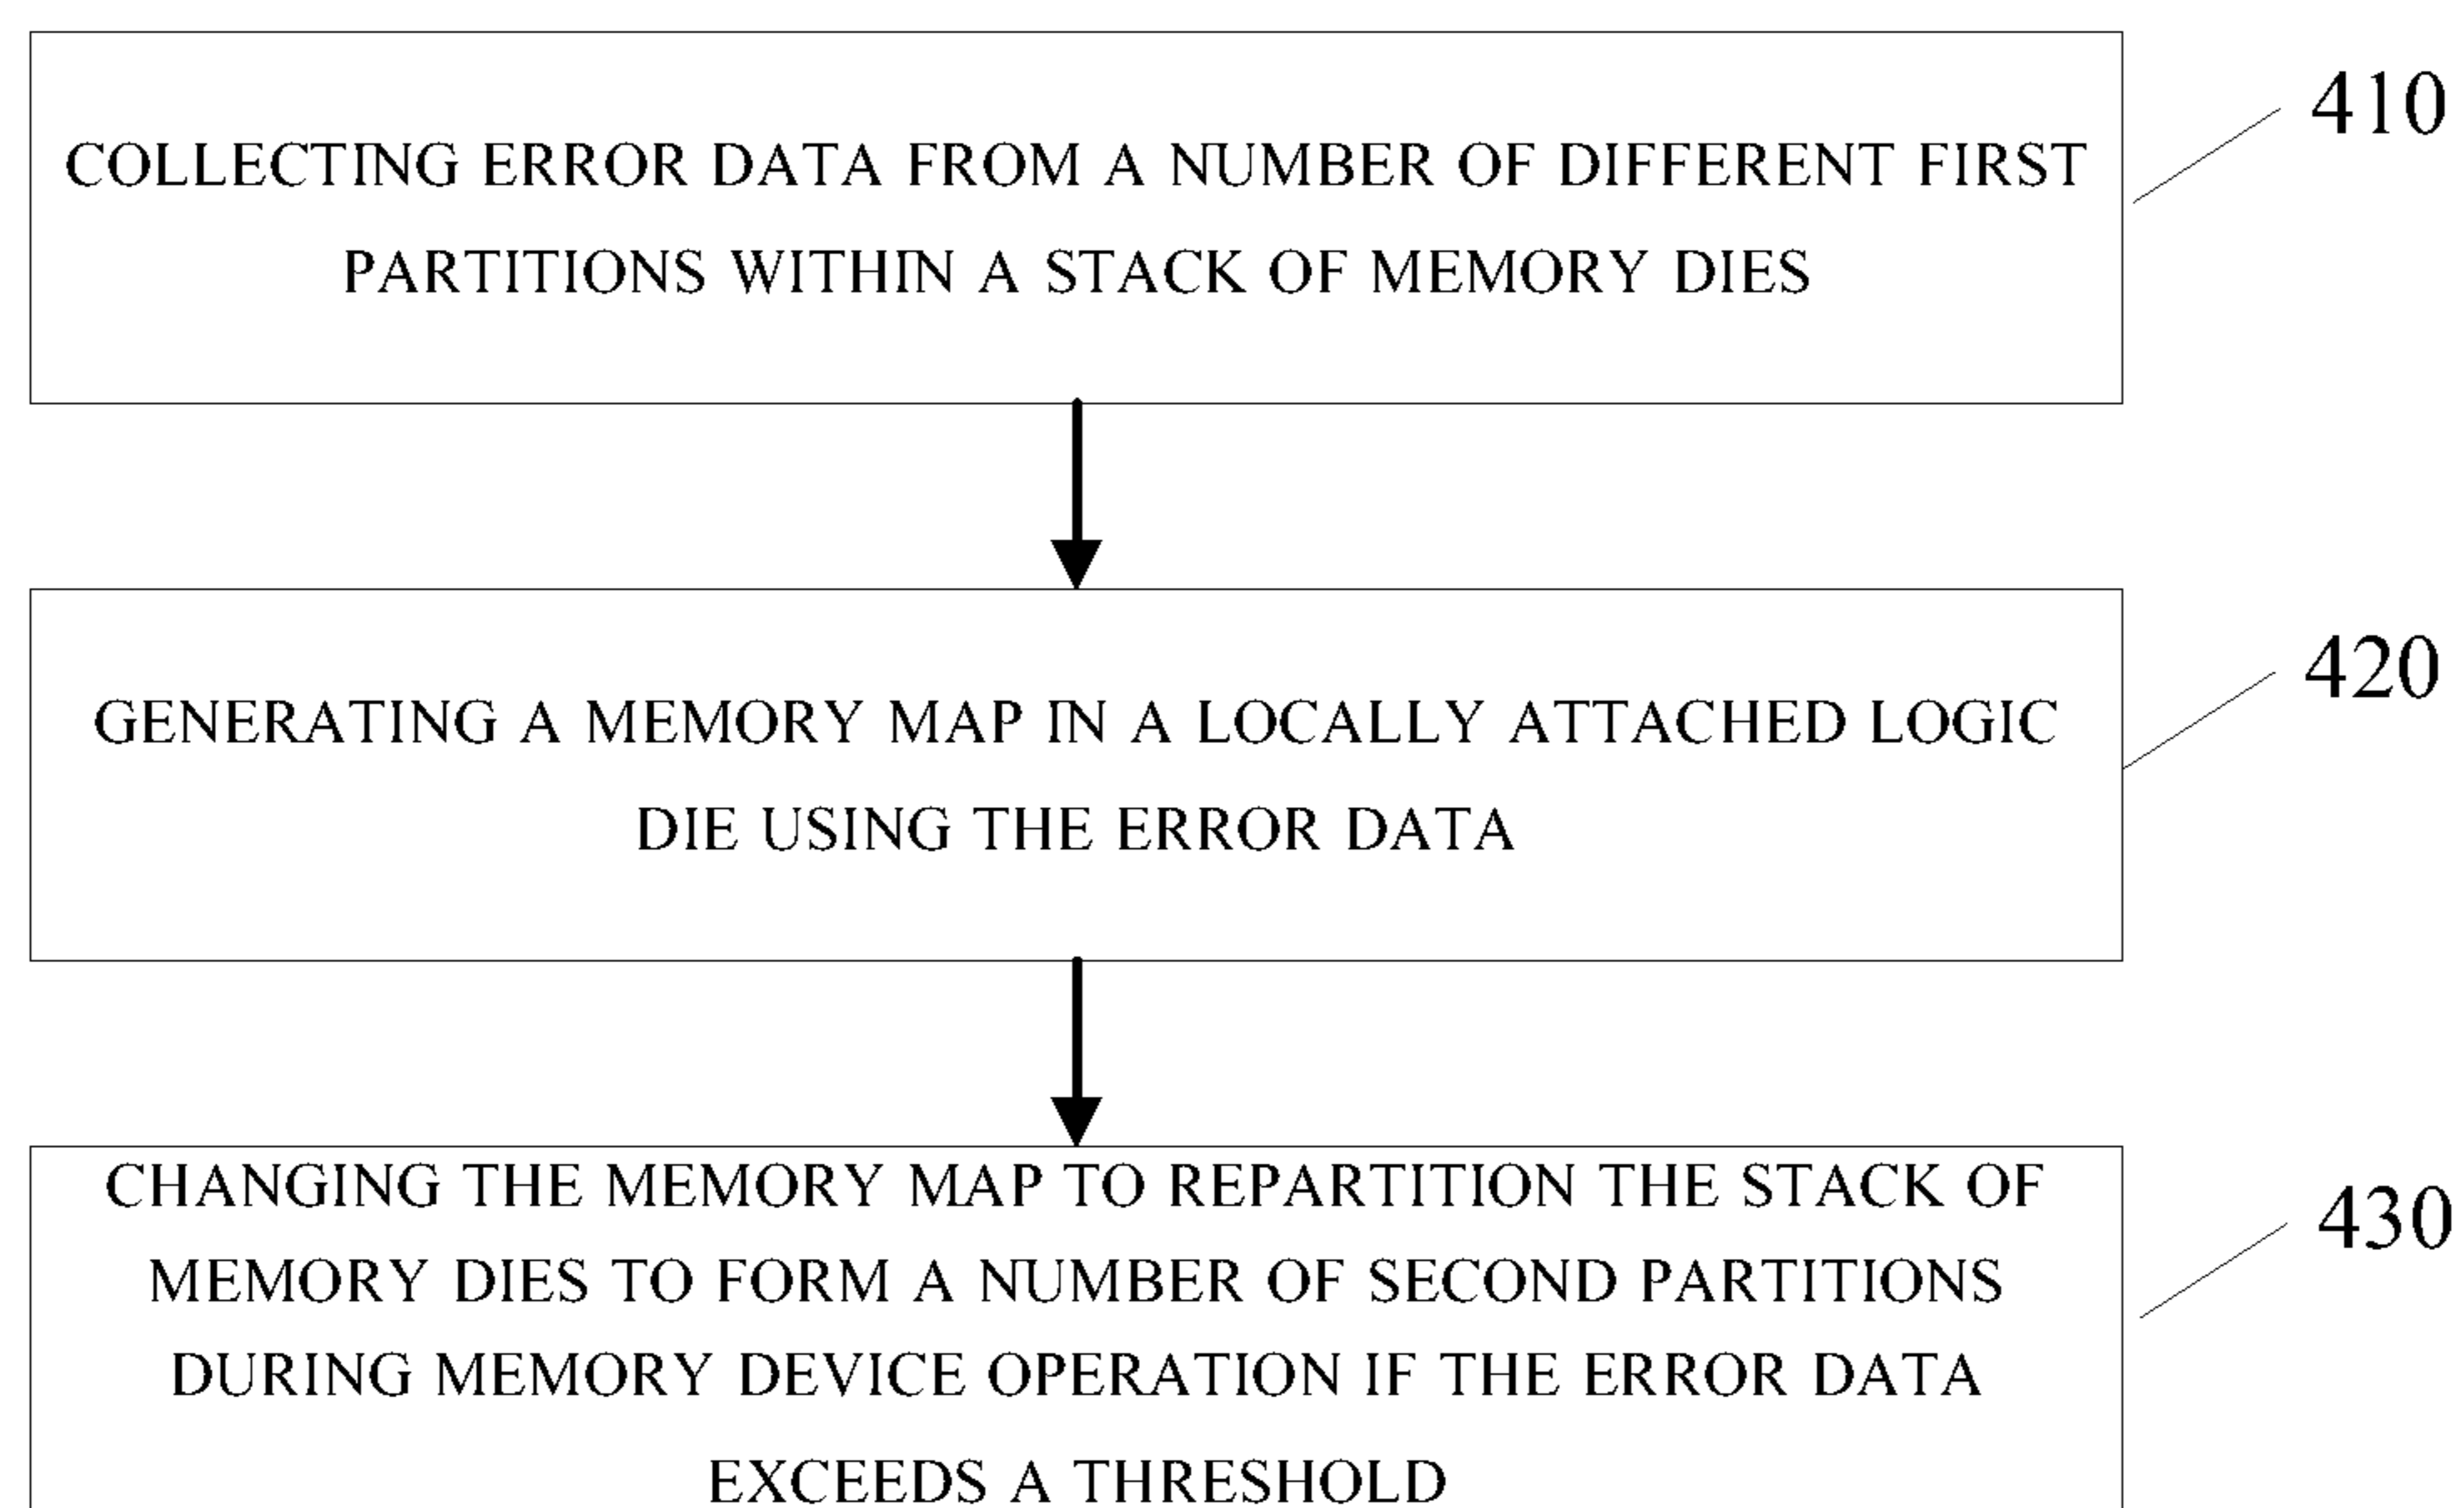 COLLECTING ERROR DATA FROM A NUMBER OF DIFFERENT FIRST
PARTITIONS WITHIN A STACK OF MEMORY DIES
410
GENERATING A MEMORY MAP IN A LOCALLY ATTACHED LOGIC
DIE USING THE ERROR DATA
420
CHANGING THE MEMORY MAP TO REPARTITION THE STACK OF
MEMORY DIES TO FORM A NUMBER OF SECOND PARTITIONS
DURING MEMORY DEVICE OPERATION IF THE ERROR DATA
EXCEEDS A THRESHOLD
430